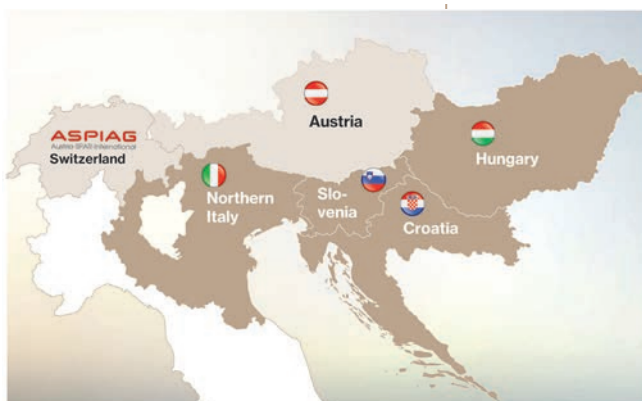 ASPIAG
Austria SPAR International
Switzerland
Austria
Hungary
Northern
Italy
Slo-
venia
Croatia